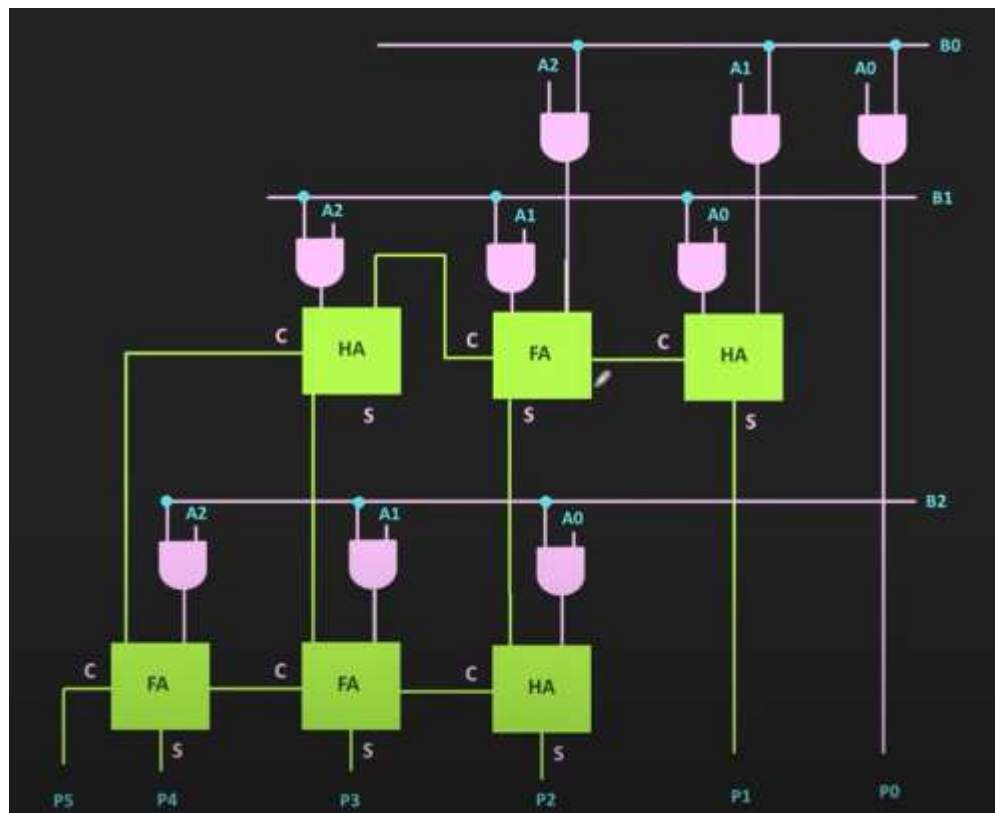 B0
A2 A1 A0
B1
A2 A1 A0
C HA C FA C HA
S S S
B2
A2 A1 A0
C FA C FA C HA
S S S
P5 P4 P3 P2 P1 P0